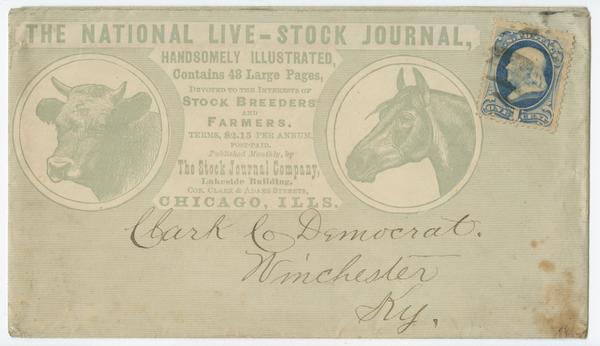 THE NATIONAL LIVE-STOCK JOURNAL,
HANDSOMELY ILLUSTRATED,
Contains 48 Large Pages,
DEVOTED TO THE INTERESTS OF
STOCK BREEDERS
AND
FARMERS.
TERMS, $2.15 PER ANNUM,
POST-PAID.
Published Monthly, by
The Stock Journal Company,
Lakeside Building,
COR. CLARK & ADAMS STREETS,
CHICAGO, ILLS.
ONE CENT
Clark Co Democrat.
Winchester
Ky.